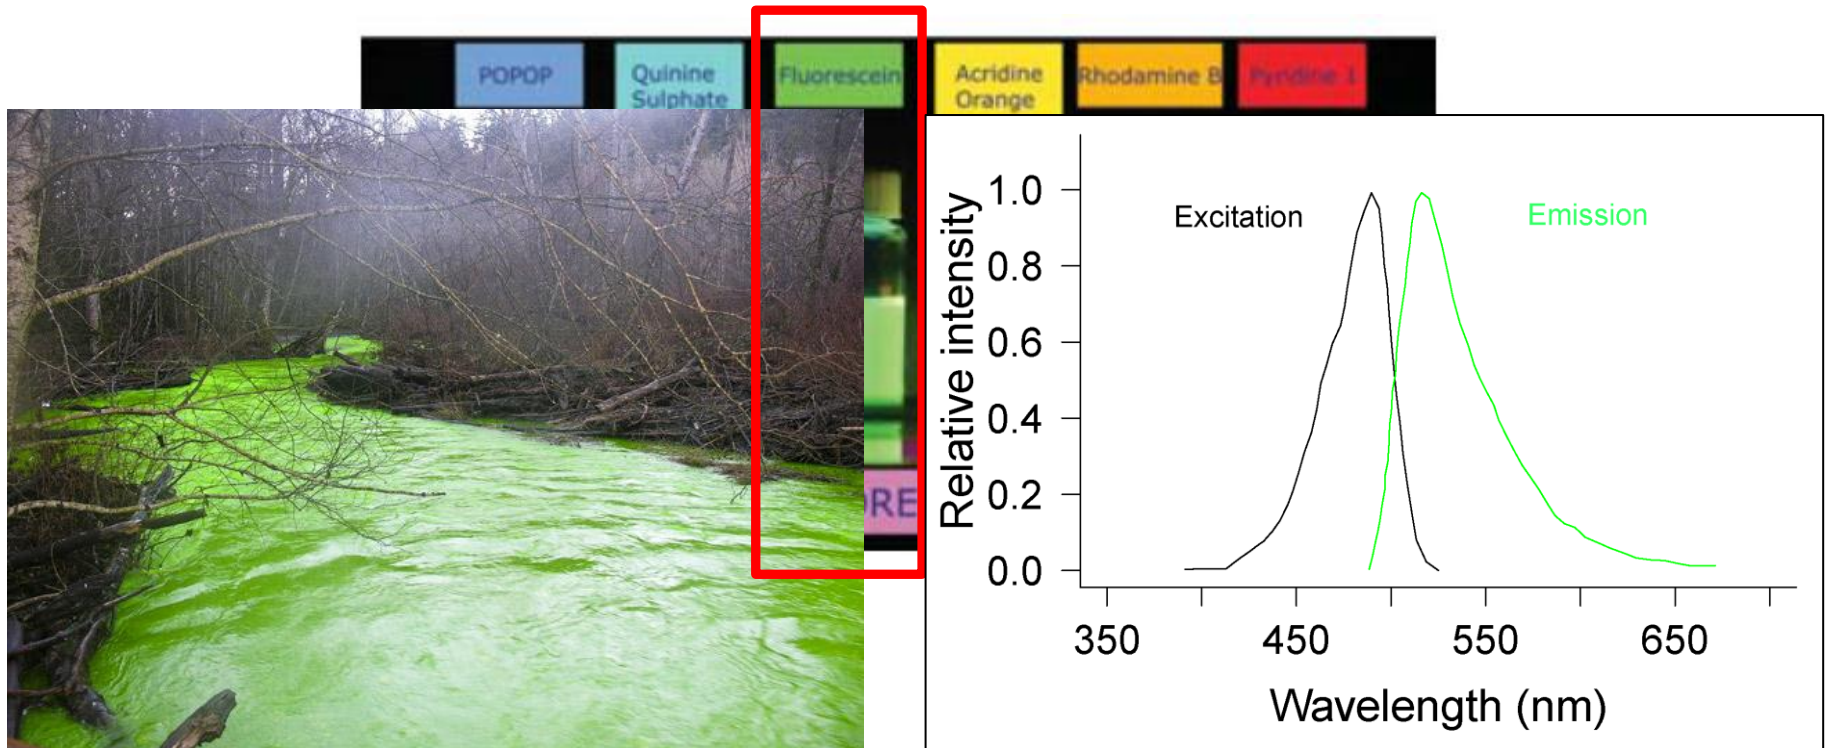 POPOP
Quinine
Sulphate
Fluorescein
Acridine
Orange
Rhodamine B
Pyridine 1
ORE
Relative intensity
1.0
0.8
0.6
0.4
0.2
0.0
Excitation
Emission
350
450
550
650
Wavelength (nm)